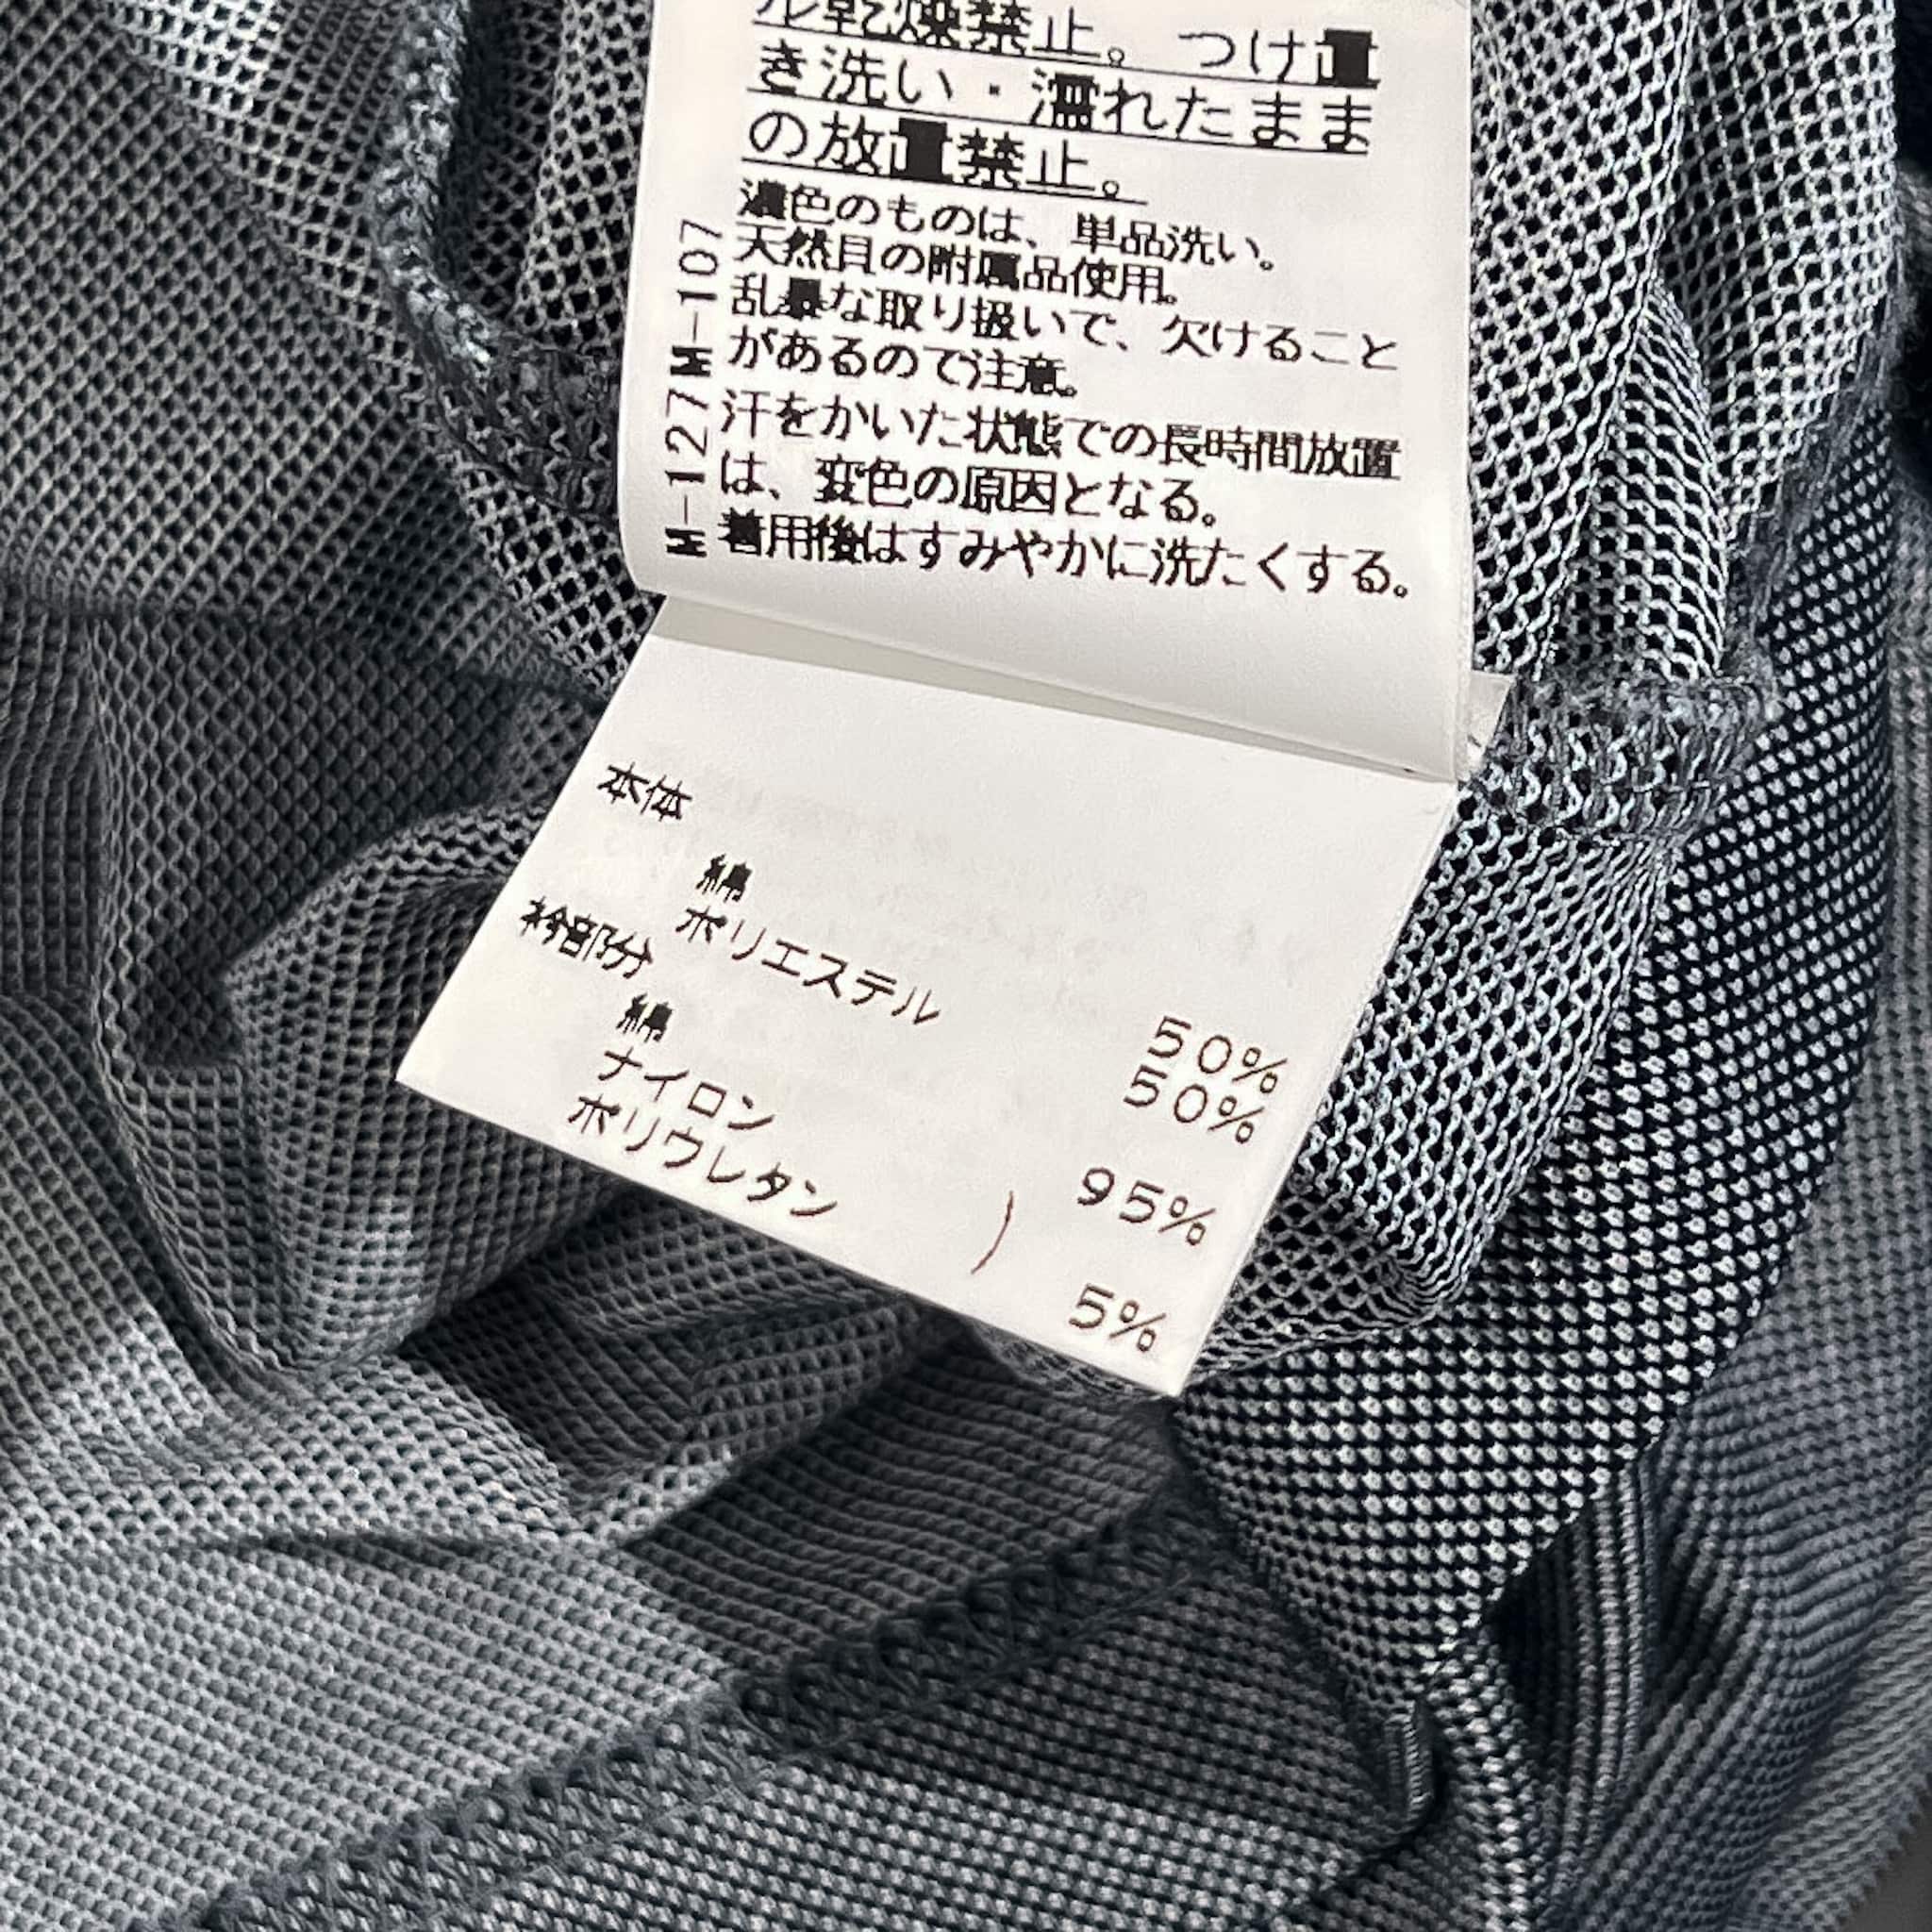 ル乾燥禁止。つけ置
き洗い・濡れたまま
の放置禁止。
濃色のものは、単品洗い。
天然貝の附属品使用。
乱暴な取り扱いで、欠けること
があるので注意。
汗をかいた状態での長時間放置
は、変色の原因となる。
着用後はすみやかに洗たくする。
M-127M-107
本体
綿 50%
ポリエステル 50%
衿部分
綿 95%
ナイロン )
ポリウレタン 5%